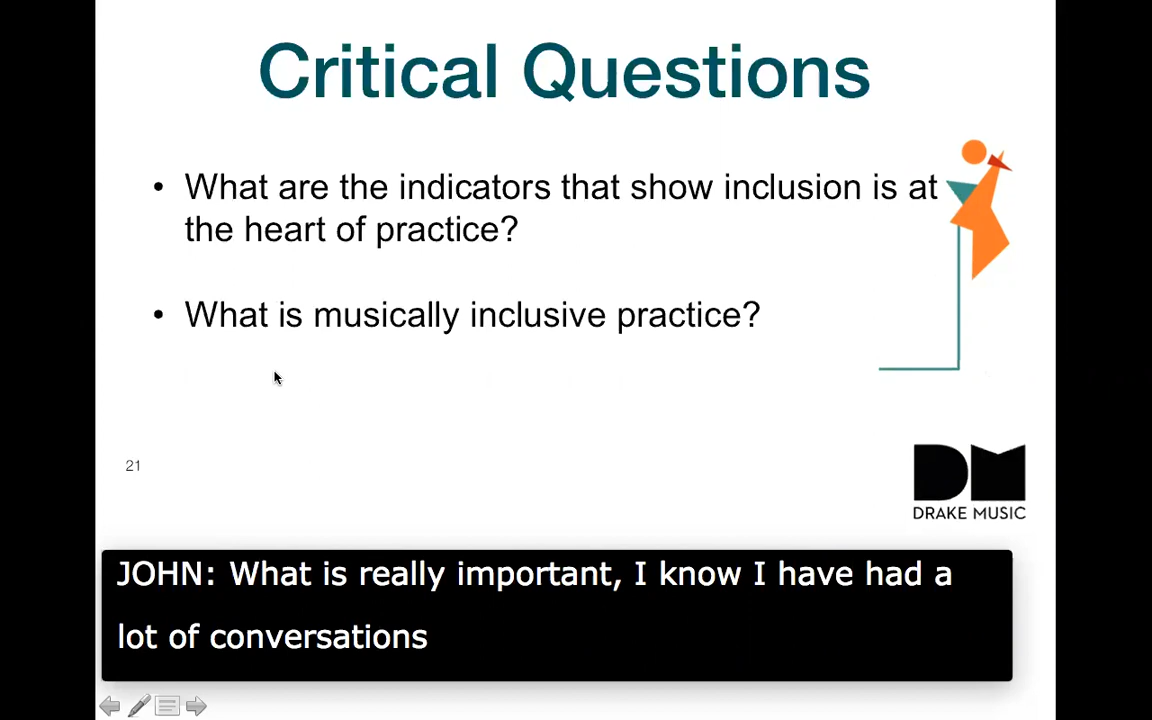 Critical Questions
• What are the indicators that show inclusion is at
the heart of practice?
• What is musically inclusive practice?
21
DM
DRAKE MUSIC
JOHN: What is really important, I know I have had a
lot of conversations